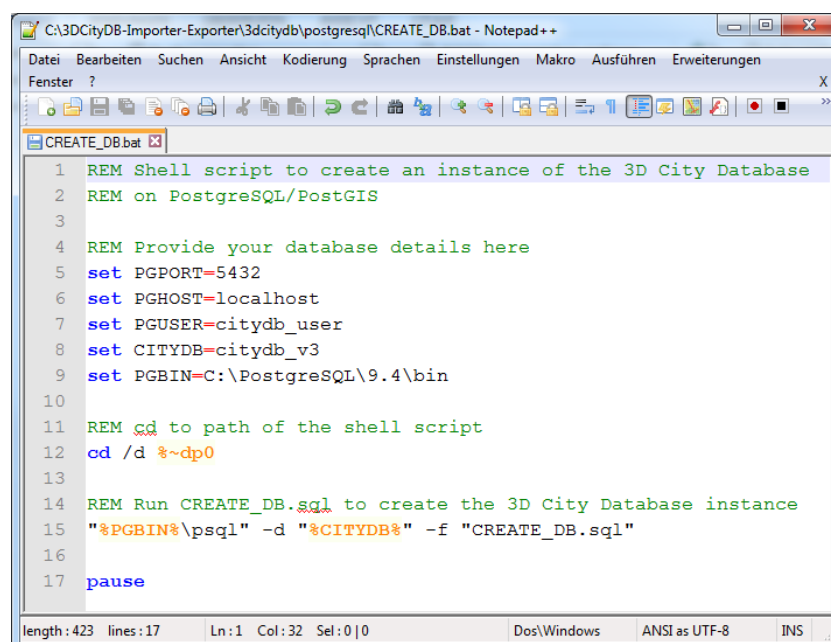 C:\3DCityDB-Importer-Exporter\3dcitydb\postgresql\CREATE_DB.bat - Notepad++
Datei Bearbeiten Suchen Ansicht Kodierung Sprachen Einstellungen Makro Ausführen Erweiterungen
Fenster ? X
CREATE_DB.bat
1 REM Shell script to create an instance of the 3D City Database
2 REM on PostgreSQL/PostGIS
3
4 REM Provide your database details here
5 set PGPORT=5432
6 set PGHOST=localhost
7 set PGUSER=citydb_user
8 set CITYDB=citydb_v3
9 set PGBIN=C:\PostgreSQL\9.4\bin
10
11 REM cd to path of the shell script
12 cd /d %~dp0
13
14 REM Run CREATE_DB.sql to create the 3D City Database instance
15 "%PGBIN%\psql" -d "%CITYDB%" -f "CREATE_DB.sql"
16
17 pause
length : 423 lines : 17 Ln : 1 Col : 32 Sel : 0 | 0 Dos\Windows ANSI as UTF-8 INS